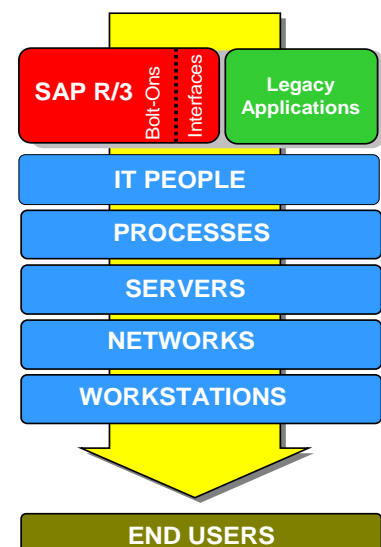 SAP R/3
Bolt-Ons
Interfaces
Legacy
Applications
IT PEOPLE
PROCESSES
SERVERS
NETWORKS
WORKSTATIONS
END USERS